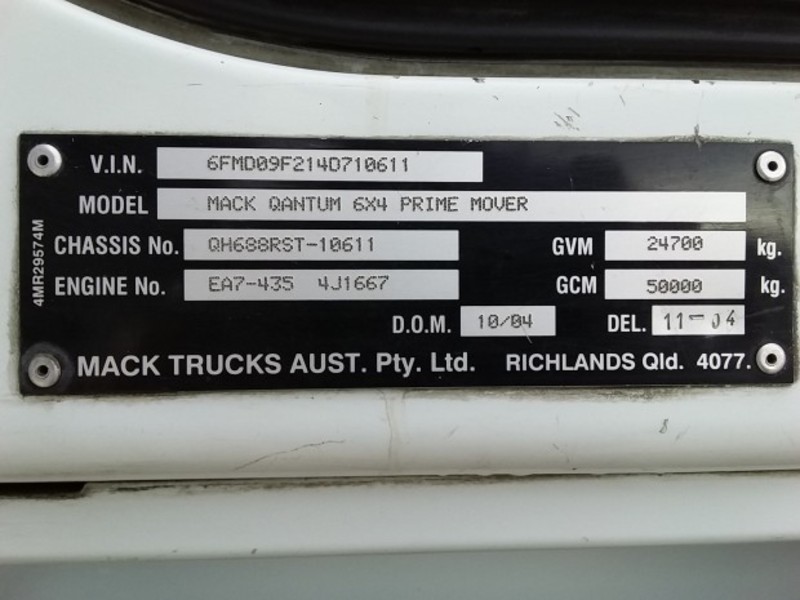 V.I.N. 6FMD09F214D710611
MODEL MACK QANTUM 6X4 PRIME MOVER
CHASSIS No. QH688RST-10611 GVM 24700 kg.
ENGINE No. EA7-435 4J1667 GCM 50000 kg.
D.O.M. 10/04 DEL. 11-04
MACK TRUCKS AUST. Pty. Ltd. RICHLANDS Qld. 4077.
4MR29574M